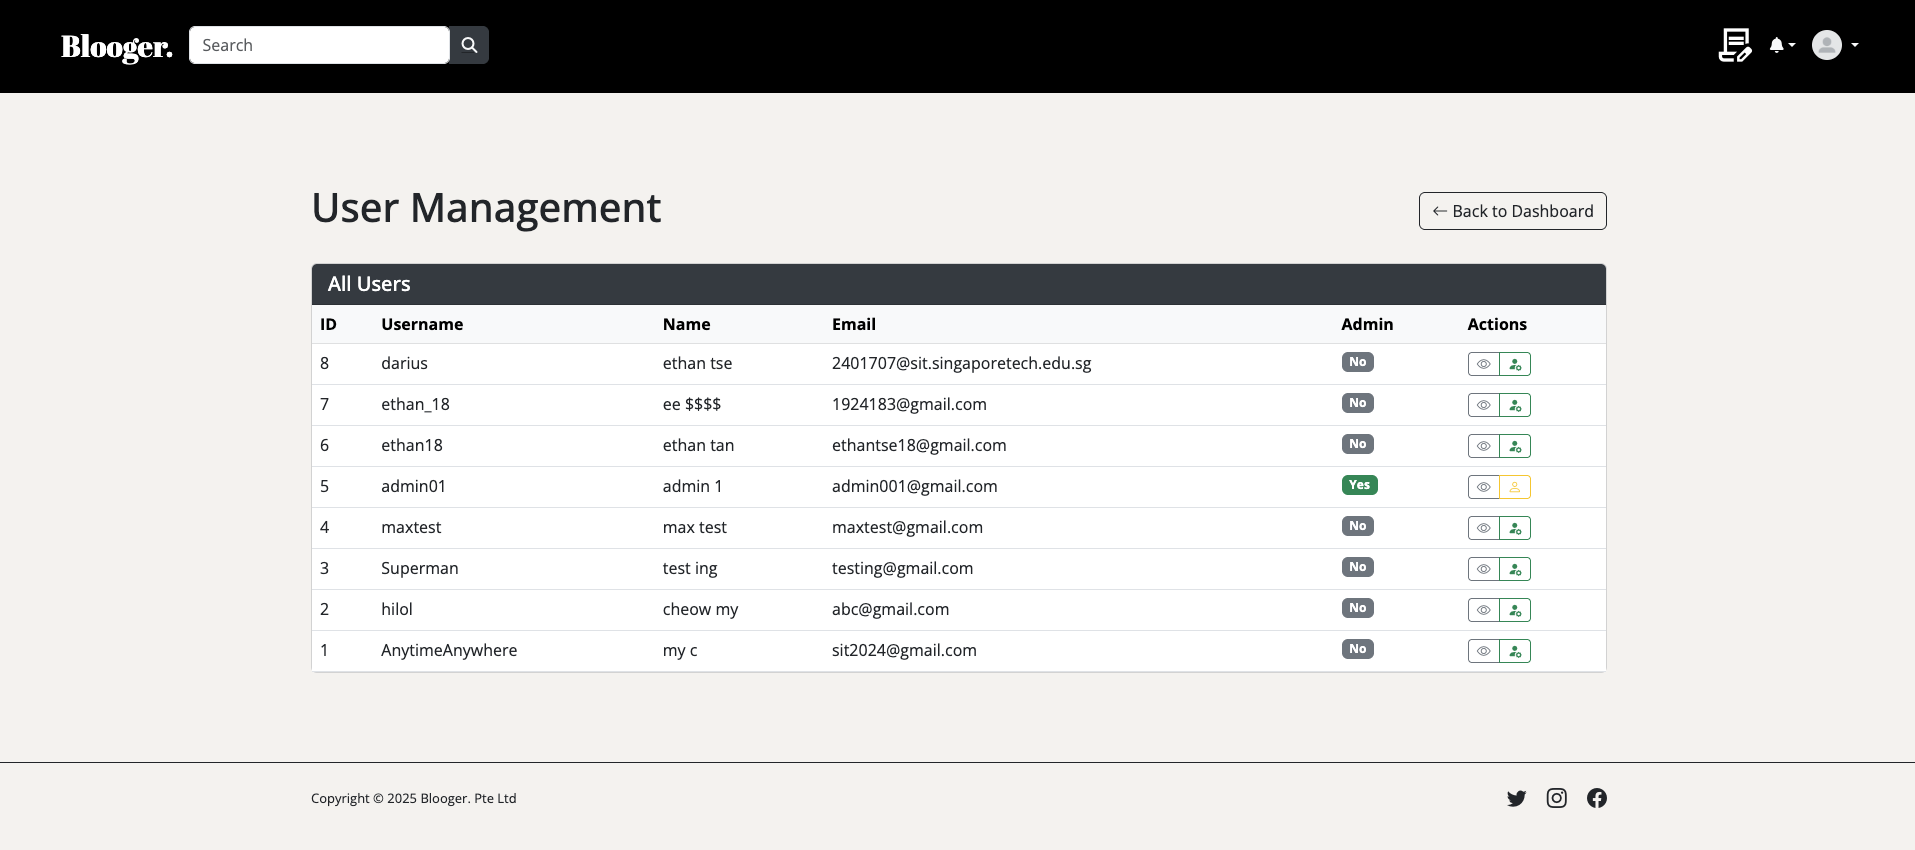 Blooger.
Search
User Management
← Back to Dashboard
All Users
ID Username Name Email Admin Actions
8 darius ethan tse 2401707@sit.singaporetech.edu.sg No
7 ethan_18 ee $$$$ 1924183@gmail.com No
6 ethan18 ethan tan ethantse18@gmail.com No
5 admin01 admin 1 admin001@gmail.com Yes
4 maxtest max test maxtest@gmail.com No
3 Superman test ing testing@gmail.com No
2 hilol cheow my abc@gmail.com No
1 AnytimeAnywhere my c sit2024@gmail.com No
Copyright © 2025 Blooger. Pte Ltd